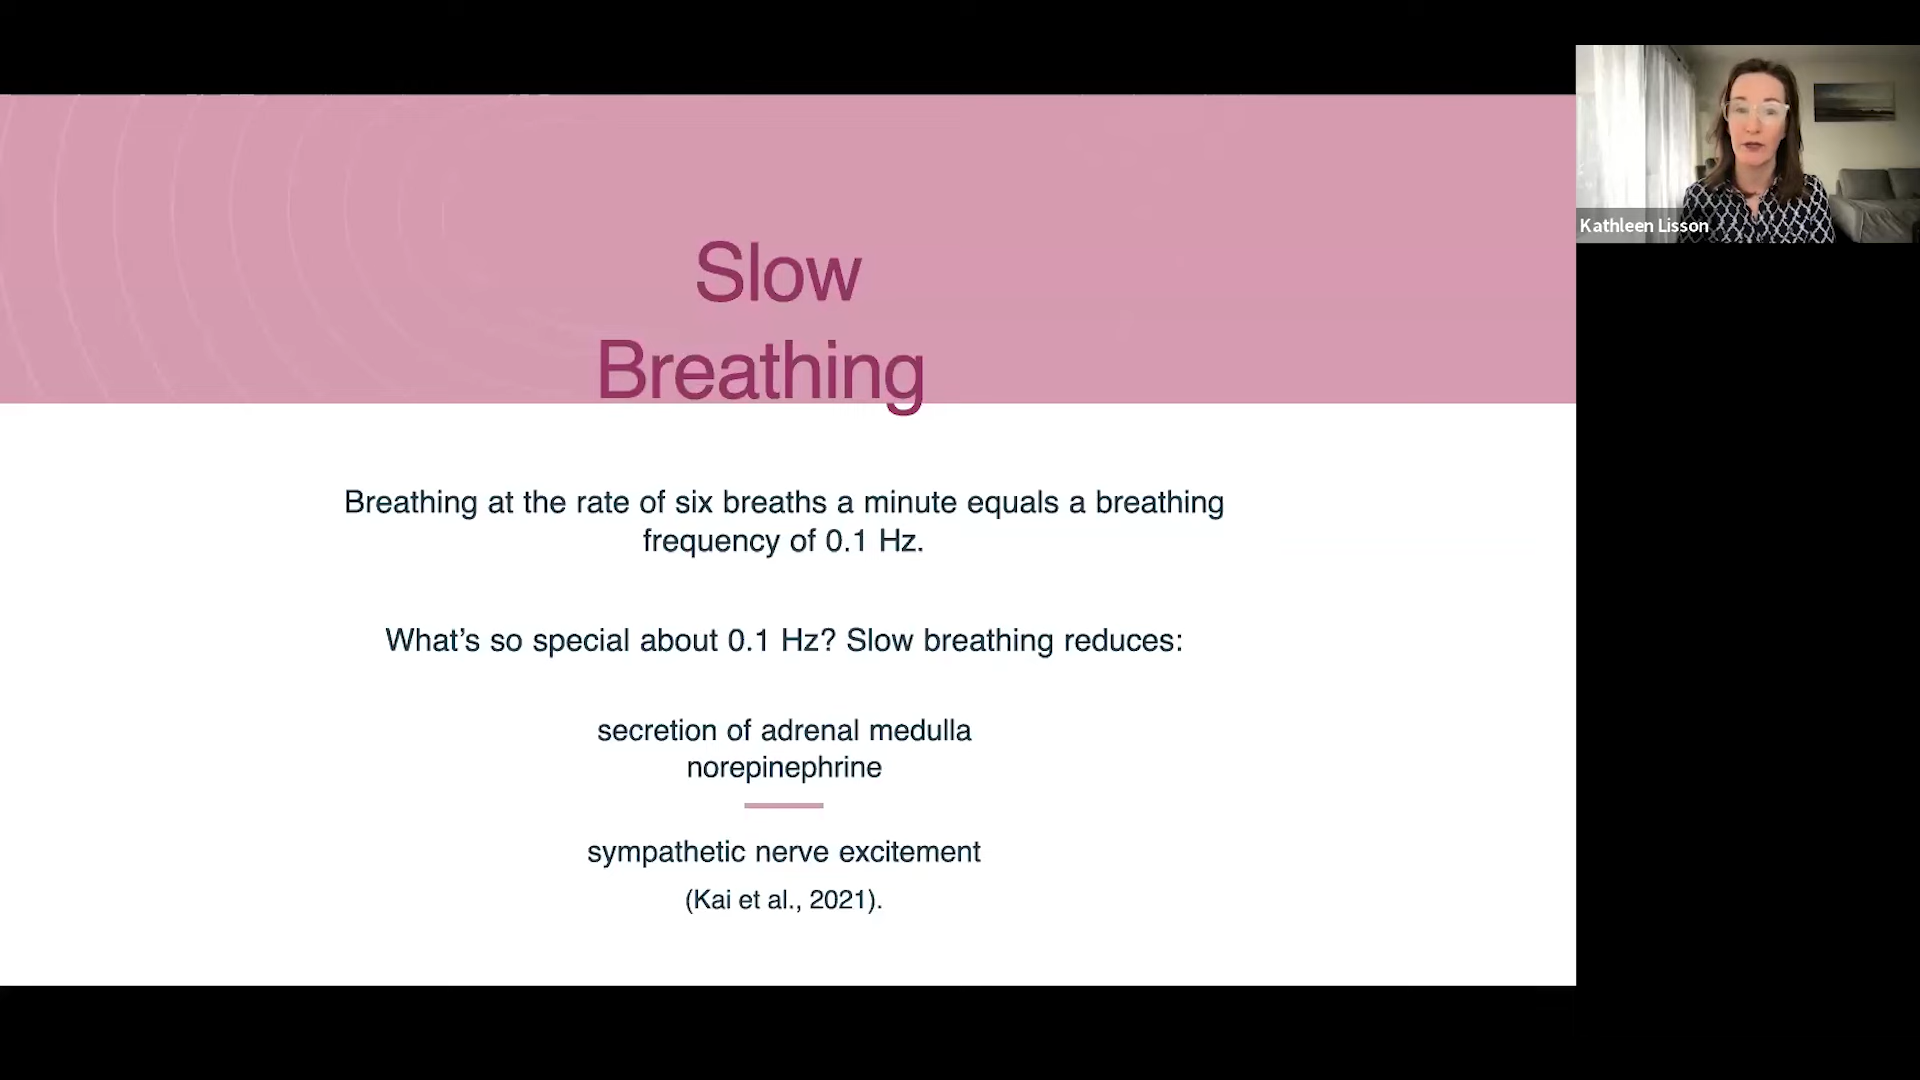 Slow
Breathing
Breathing at the rate of six breaths a minute equals a breathing
frequency of 0.1 Hz.
What’s so special about 0.1 Hz? Slow breathing reduces:
secretion of adrenal medulla
norepinephrine
sympathetic nerve excitement
(Kai et al., 2021).
Kathleen Lisson